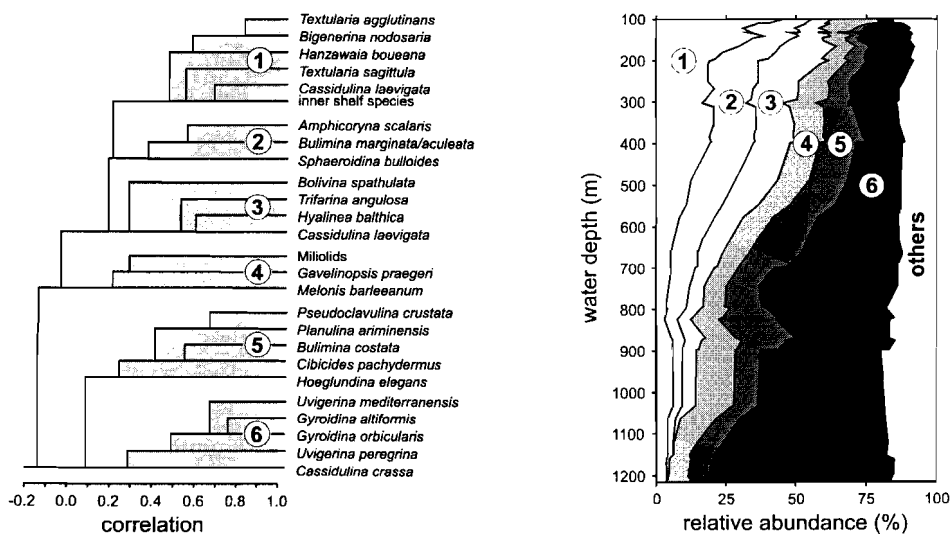 Textularia agglutinans
Bigenerina nodosaria
Hanzawaia boueana
1
Textularia sagittula
Cassidulina laevigata
inner shelf species
Amphicoryna scalaris
2
Bulimina marginata/aculeata
Sphaeroidina bulloides
Bolivina spathulata
Trifarina angulosa
3
Hyalinea balthica
Cassidulina laevigata
Miliolids
4
Gavelinopsis praegeri
Melonis barleeanum
Pseudoclavulina crustata
Planulina ariminensis
5
Bulimina costata
Cibicides pachydermus
Hoeglundina elegans
Uvigerina mediterranensis
Gyroidina altiformis
6
Gyroidina orbicularis
Uvigerina peregrina
Cassidulina crassa
-0.2 0.0 0.2 0.4 0.6 0.8 1.0
correlation
water depth (m)
100
200
300
400
500
600
700
800
900
1000
1100
1200
1
2
3
4
5
6
others
0 25 50 75 100
relative abundance (%)